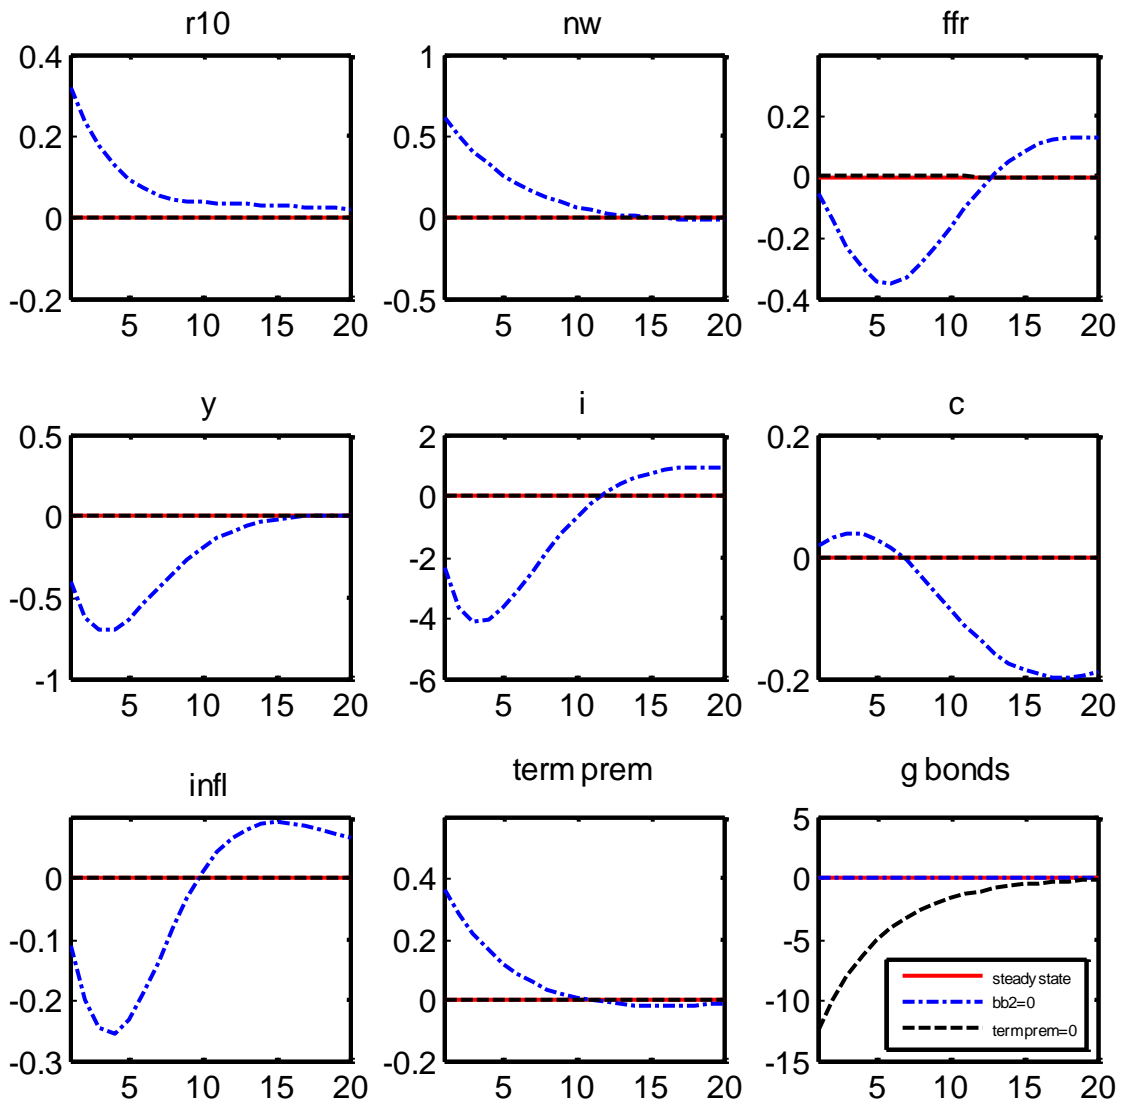 r10 nw ffr
0.4 1
0.2 0.5 0.2
0 0 0
-0.2
-0.2 -0.5 -0.4
5 10 15 20 5 10 15 20 5 10 15 20
y i c
0.5 2 0.2
0 0 0
-0.5 -2
-4
-1 -6 -0.2
5 10 15 20 5 10 15 20 5 10 15 20
infl term prem g bonds
5
0 0.4 0
-0.1 0.2 -5
-0.2 0 -10
-0.3 -0.2 -15
steady state
bb2=0
term prem=0
5 10 15 20 5 10 15 20 5 10 15 20